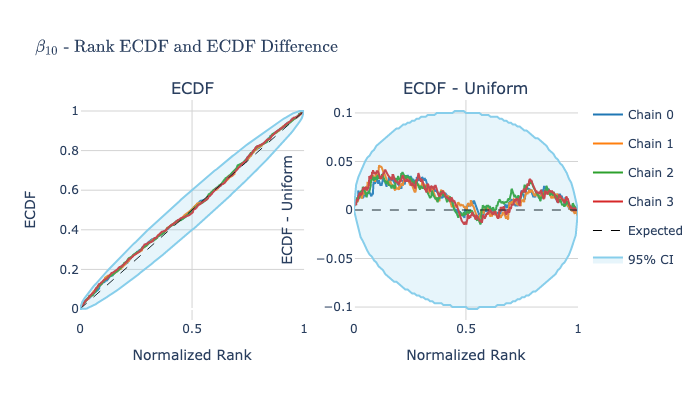 β10 - Rank ECDF and ECDF Difference
ECDF
ECDF - Uniform
1
0.8
0.6
0.4
0.2
0
ECDF
0
0.5
1
Normalized Rank
0.1
0.05
0
−0.05
−0.1
ECDF - Uniform
0
0.5
1
Normalized Rank
Chain 0
Chain 1
Chain 2
Chain 3
Expected
95% CI